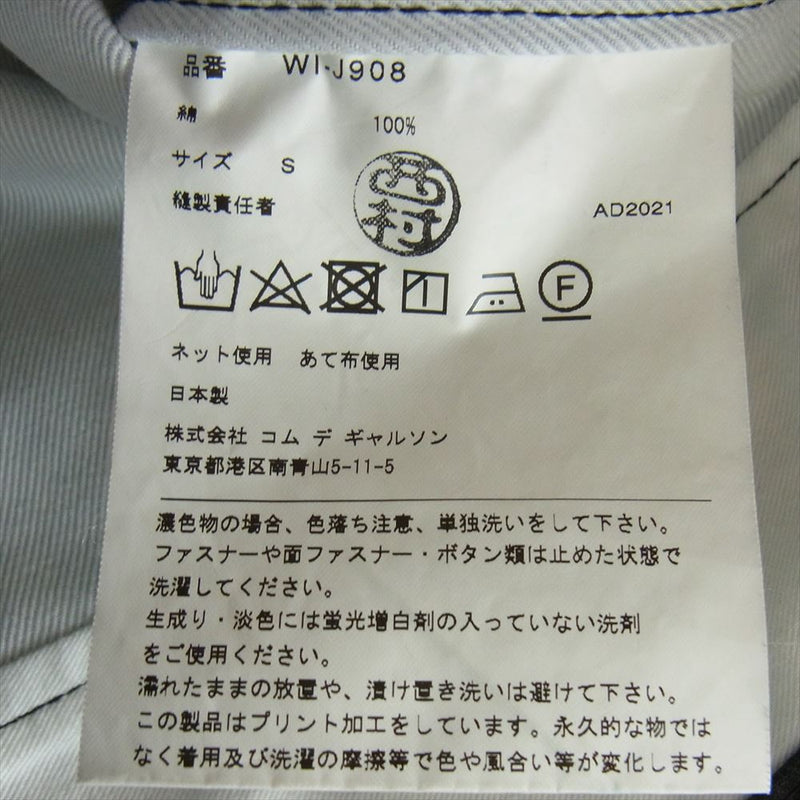 品番 WI-J908
綿 100%
サイズ S
縫製責任者 西村 AD2021
F
ネット使用 あて布使用
日本製
株式会社 コム デ ギャルソン
東京都港区南青山5-11-5
濃色物の場合、色落ち注意、単独洗いをして下さい。
ファスナーや面ファスナー・ボタン類は止めた状態で
洗濯してください。
生成り・淡色には蛍光増白剤の入っていない洗剤
をご使用ください。
濡れたままの放置や、漬け置き洗いは避けて下さい。
この製品はプリント加工をしています。永久的な物では
なく着用及び洗濯の摩擦等で色や風合い等が変化します。